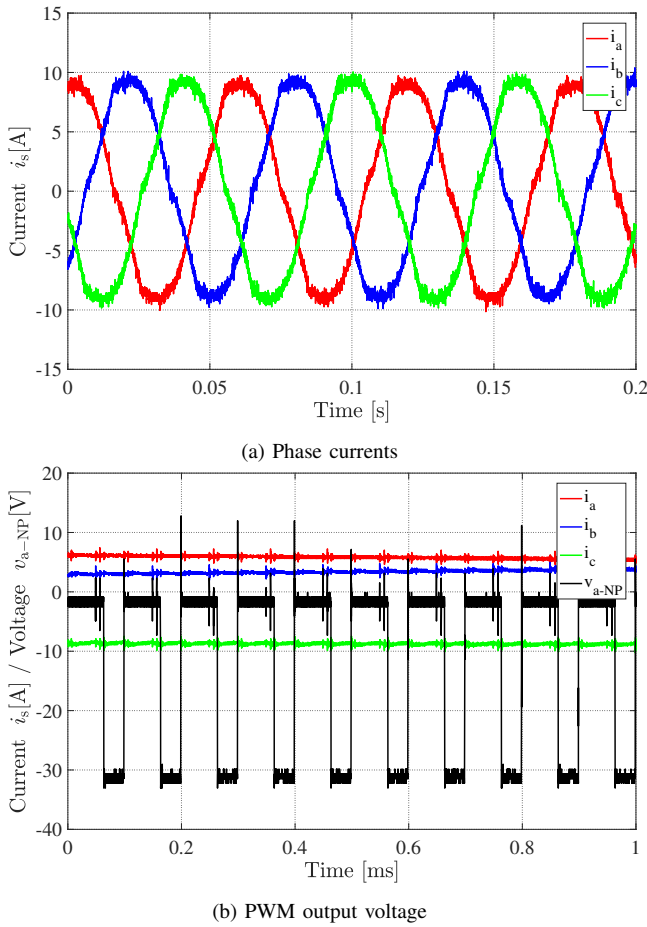 15
10
5
0
-5
-10
-15
Current i_s[A]
i_a
i_b
i_c
0
0.05
0.1
0.15
0.2
Time [s]
(a) Phase currents
20
10
0
-10
-20
-30
-40
Current i_s[A] / Voltage v_a−NP[V]
i_a
i_b
i_c
v_a-NP
0
0.2
0.4
0.6
0.8
1
Time [ms]
(b) PWM output voltage